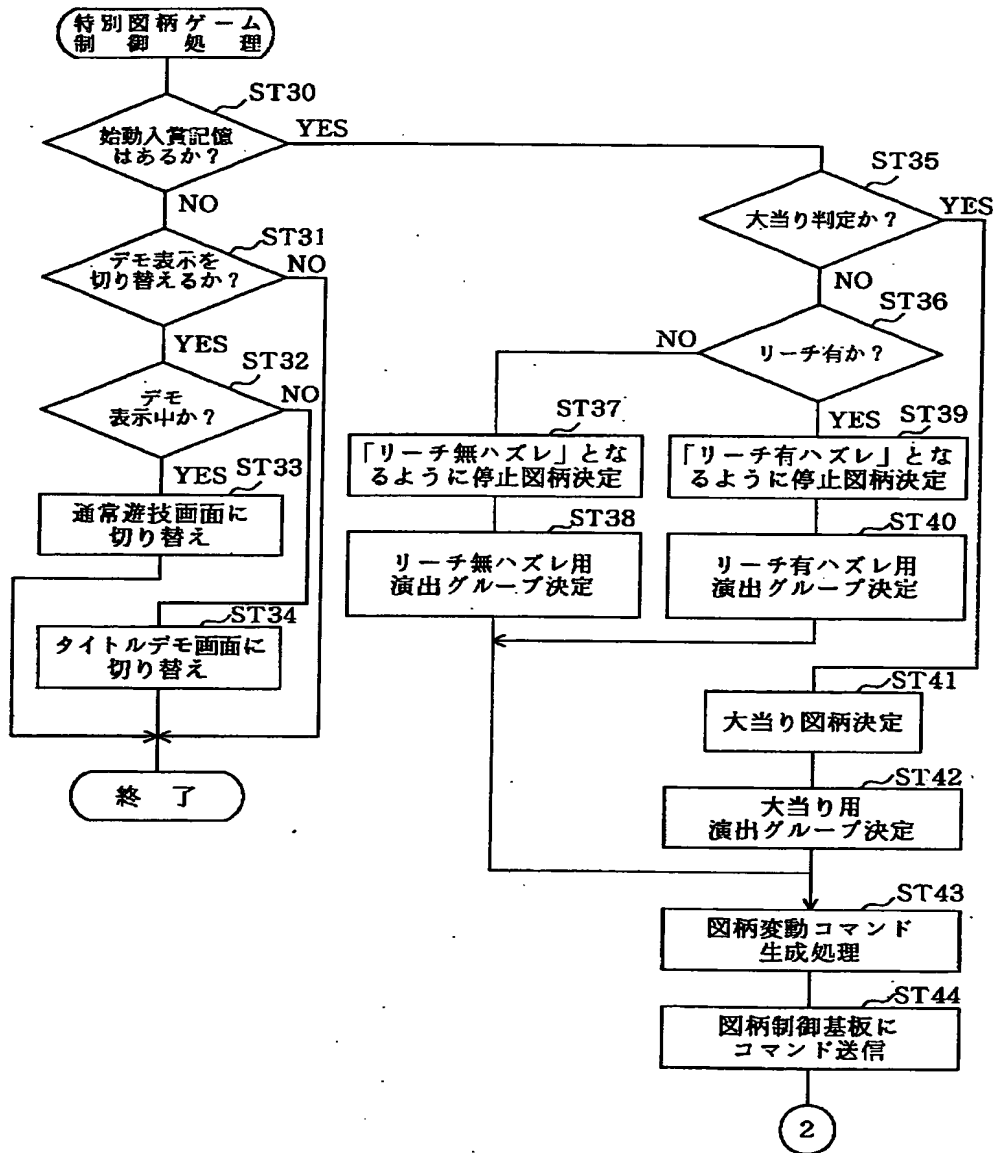 特別図柄ゲーム
制御処理
ST30
始動入賞記憶
はあるか?
YES
NO
ST31
デモ表示を
切り替えるか?
NO
YES
ST32
デモ
表示中か?
NO
YES
ST33
通常遊技画面に
切り替え
ST34
タイトルデモ画面に
切り替え
終了
ST35
大当り判定か?
YES
NO
ST36
リーチ有か?
NO
YES
ST37
「リーチ無ハズレ」とな
るように停止図柄決定
ST38
リーチ無ハズレ用
演出グループ決定
ST39
「リーチ有ハズレ」とな
るように停止図柄決定
ST40
リーチ有ハズレ用
演出グループ決定
ST41
大当り図柄決定
ST42
大当り用
演出グループ決定
ST43
図柄変動コマンド
生成処理
ST44
図柄制御基板に
コマンド送信
2